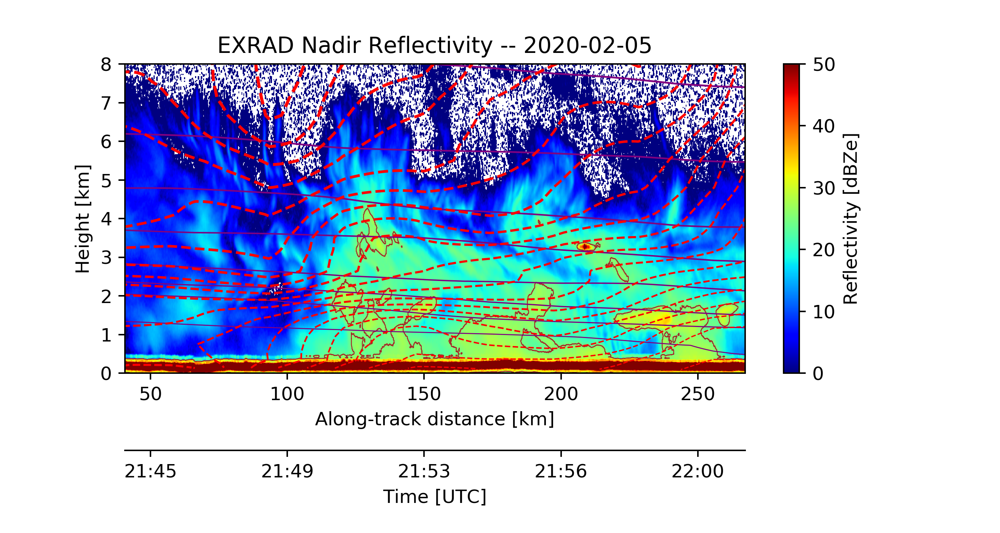 EXRAD Nadir Reflectivity -- 2020-02-05
Height [km]
8
7
6
5
4
3
2
1
0
50 100 150 200 250
Along-track distance [km]
21:45 21:49 21:53 21:56 22:00
Time [UTC]
50
40
30
20
10
0
Reflectivity [dBZe]